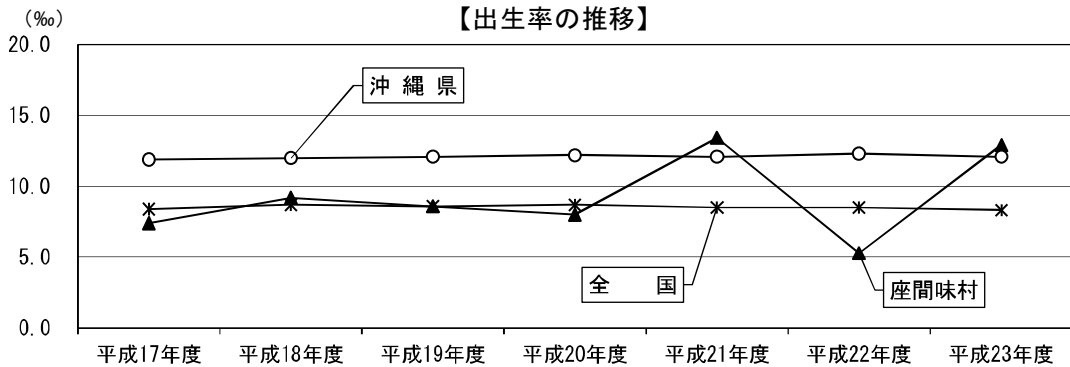 【出生率の推移】
(‰)
20.0
15.0
10.0
5.0
0.0
沖縄県
全国
座間味村
平成17年度 平成18年度 平成19年度 平成20年度 平成21年度 平成22年度 平成23年度